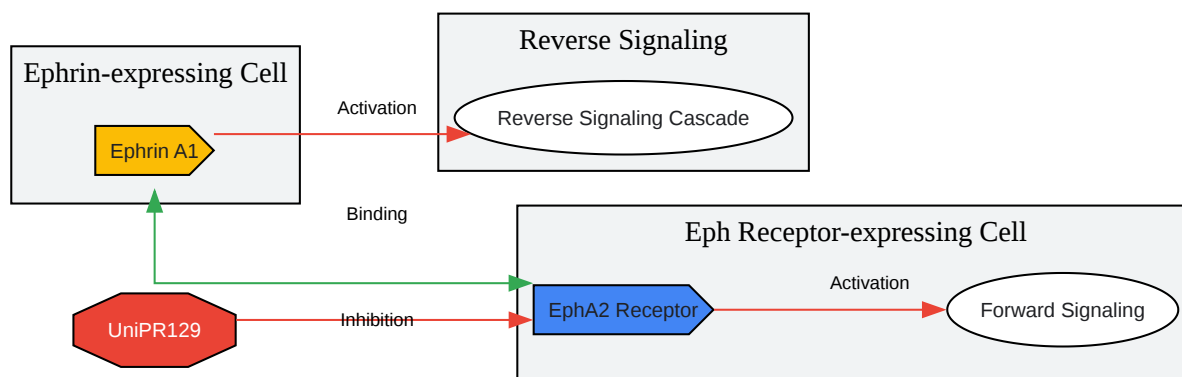 Reverse Signaling
Ephrin-expressing Cell
Activation
Reverse Signaling Cascade
Ephrin A1
Binding
Eph Receptor-expressing Cell
Activation
UniPR129
Inhibition
EphA2 Receptor
Forward Signaling